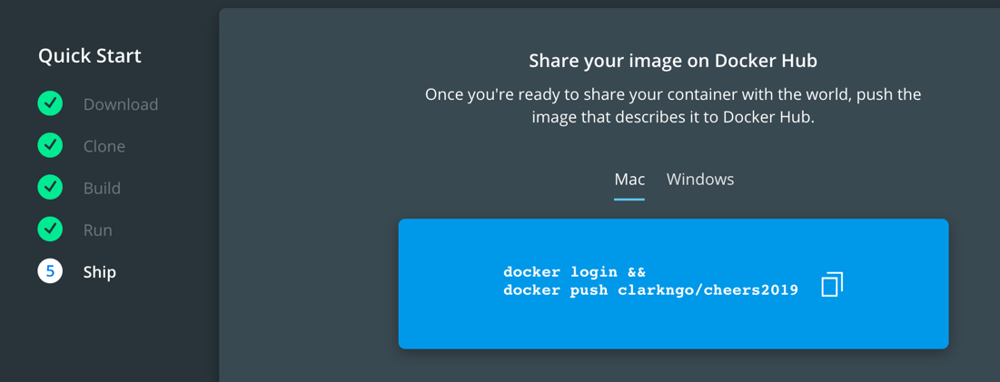 Quick Start
Download
Clone
Build
Run
5 Ship
Share your image on Docker Hub
Once you're ready to share your container with the world, push the
image that describes it to Docker Hub.
Mac Windows
docker login &&
docker push clarkngo/cheers2019